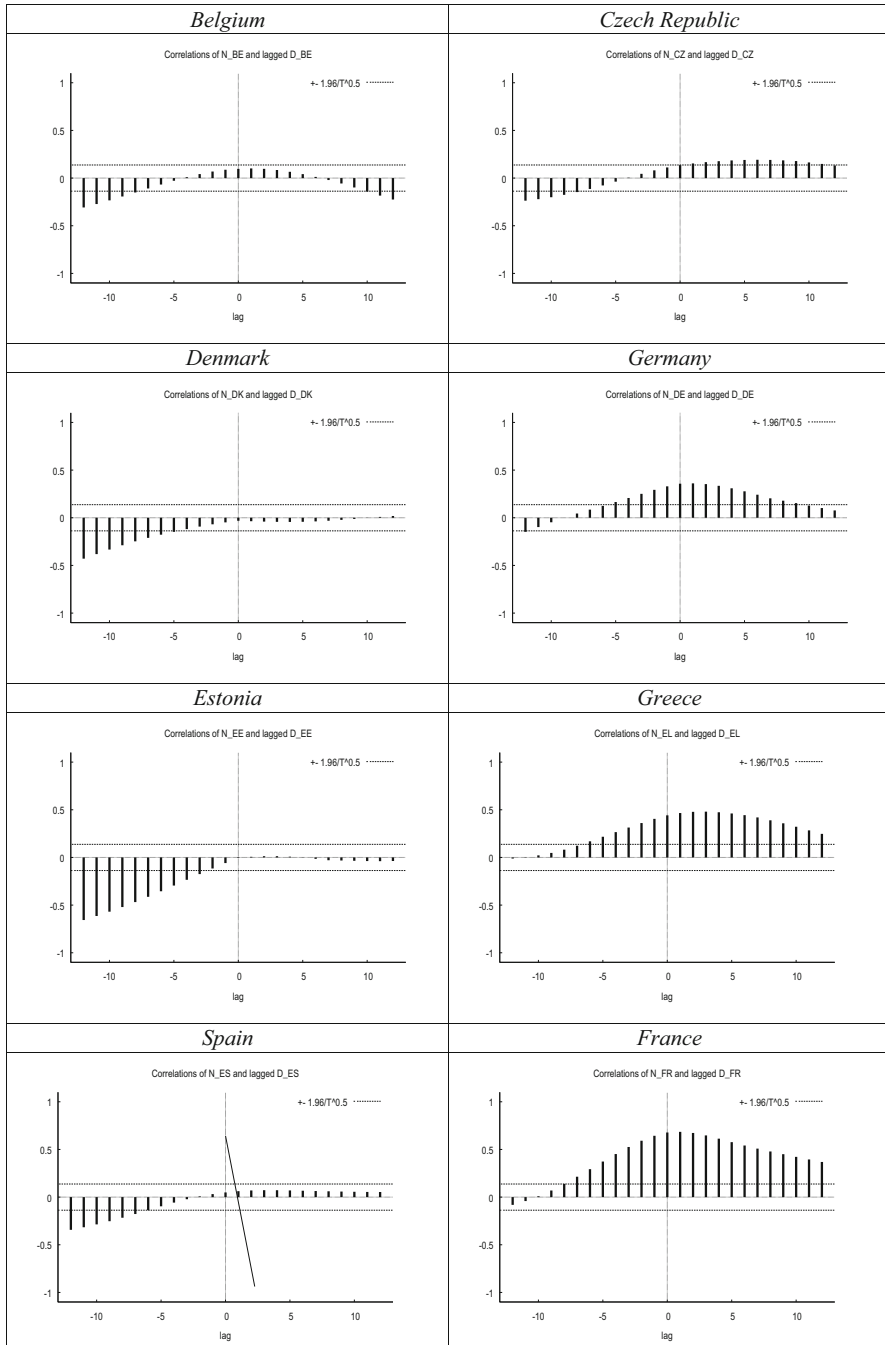 Belgium
Czech Republic
Correlations of N_BE and lagged D_BE
Correlations of N_CZ and lagged D_CZ
1
+- 1.96/T^0.5
1
+- 1.96/T^0.5
0.5
0.5
0
0
-0.5
-0.5
-1
-1
-10 -5 0 5 10
-10 -5 0 5 10
lag
lag
Denmark
Germany
Correlations of N_DK and lagged D_DK
Correlations of N_DE and lagged D_DE
1
+- 1.96/T^0.5
1
+- 1.96/T^0.5
0.5
0.5
0
0
-0.5
-0.5
-1
-1
-10 -5 0 5 10
-10 -5 0 5 10
lag
lag
Estonia
Greece
Correlations of N_EE and lagged D_EE
Correlations of N_EL and lagged D_EL
1
+- 1.96/T^0.5
1
+- 1.96/T^0.5
0.5
0.5
0
0
-0.5
-0.5
-1
-1
-10 -5 0 5 10
-10 -5 0 5 10
lag
lag
Spain
France
Correlations of N_ES and lagged D_ES
Correlations of N_FR and lagged D_FR
1
+- 1.96/T^0.5
1
+- 1.96/T^0.5
0.5
0.5
0
0
-0.5
-0.5
-1
-1
-10 -5 0 5 10
-10 -5 0 5 10
lag
lag